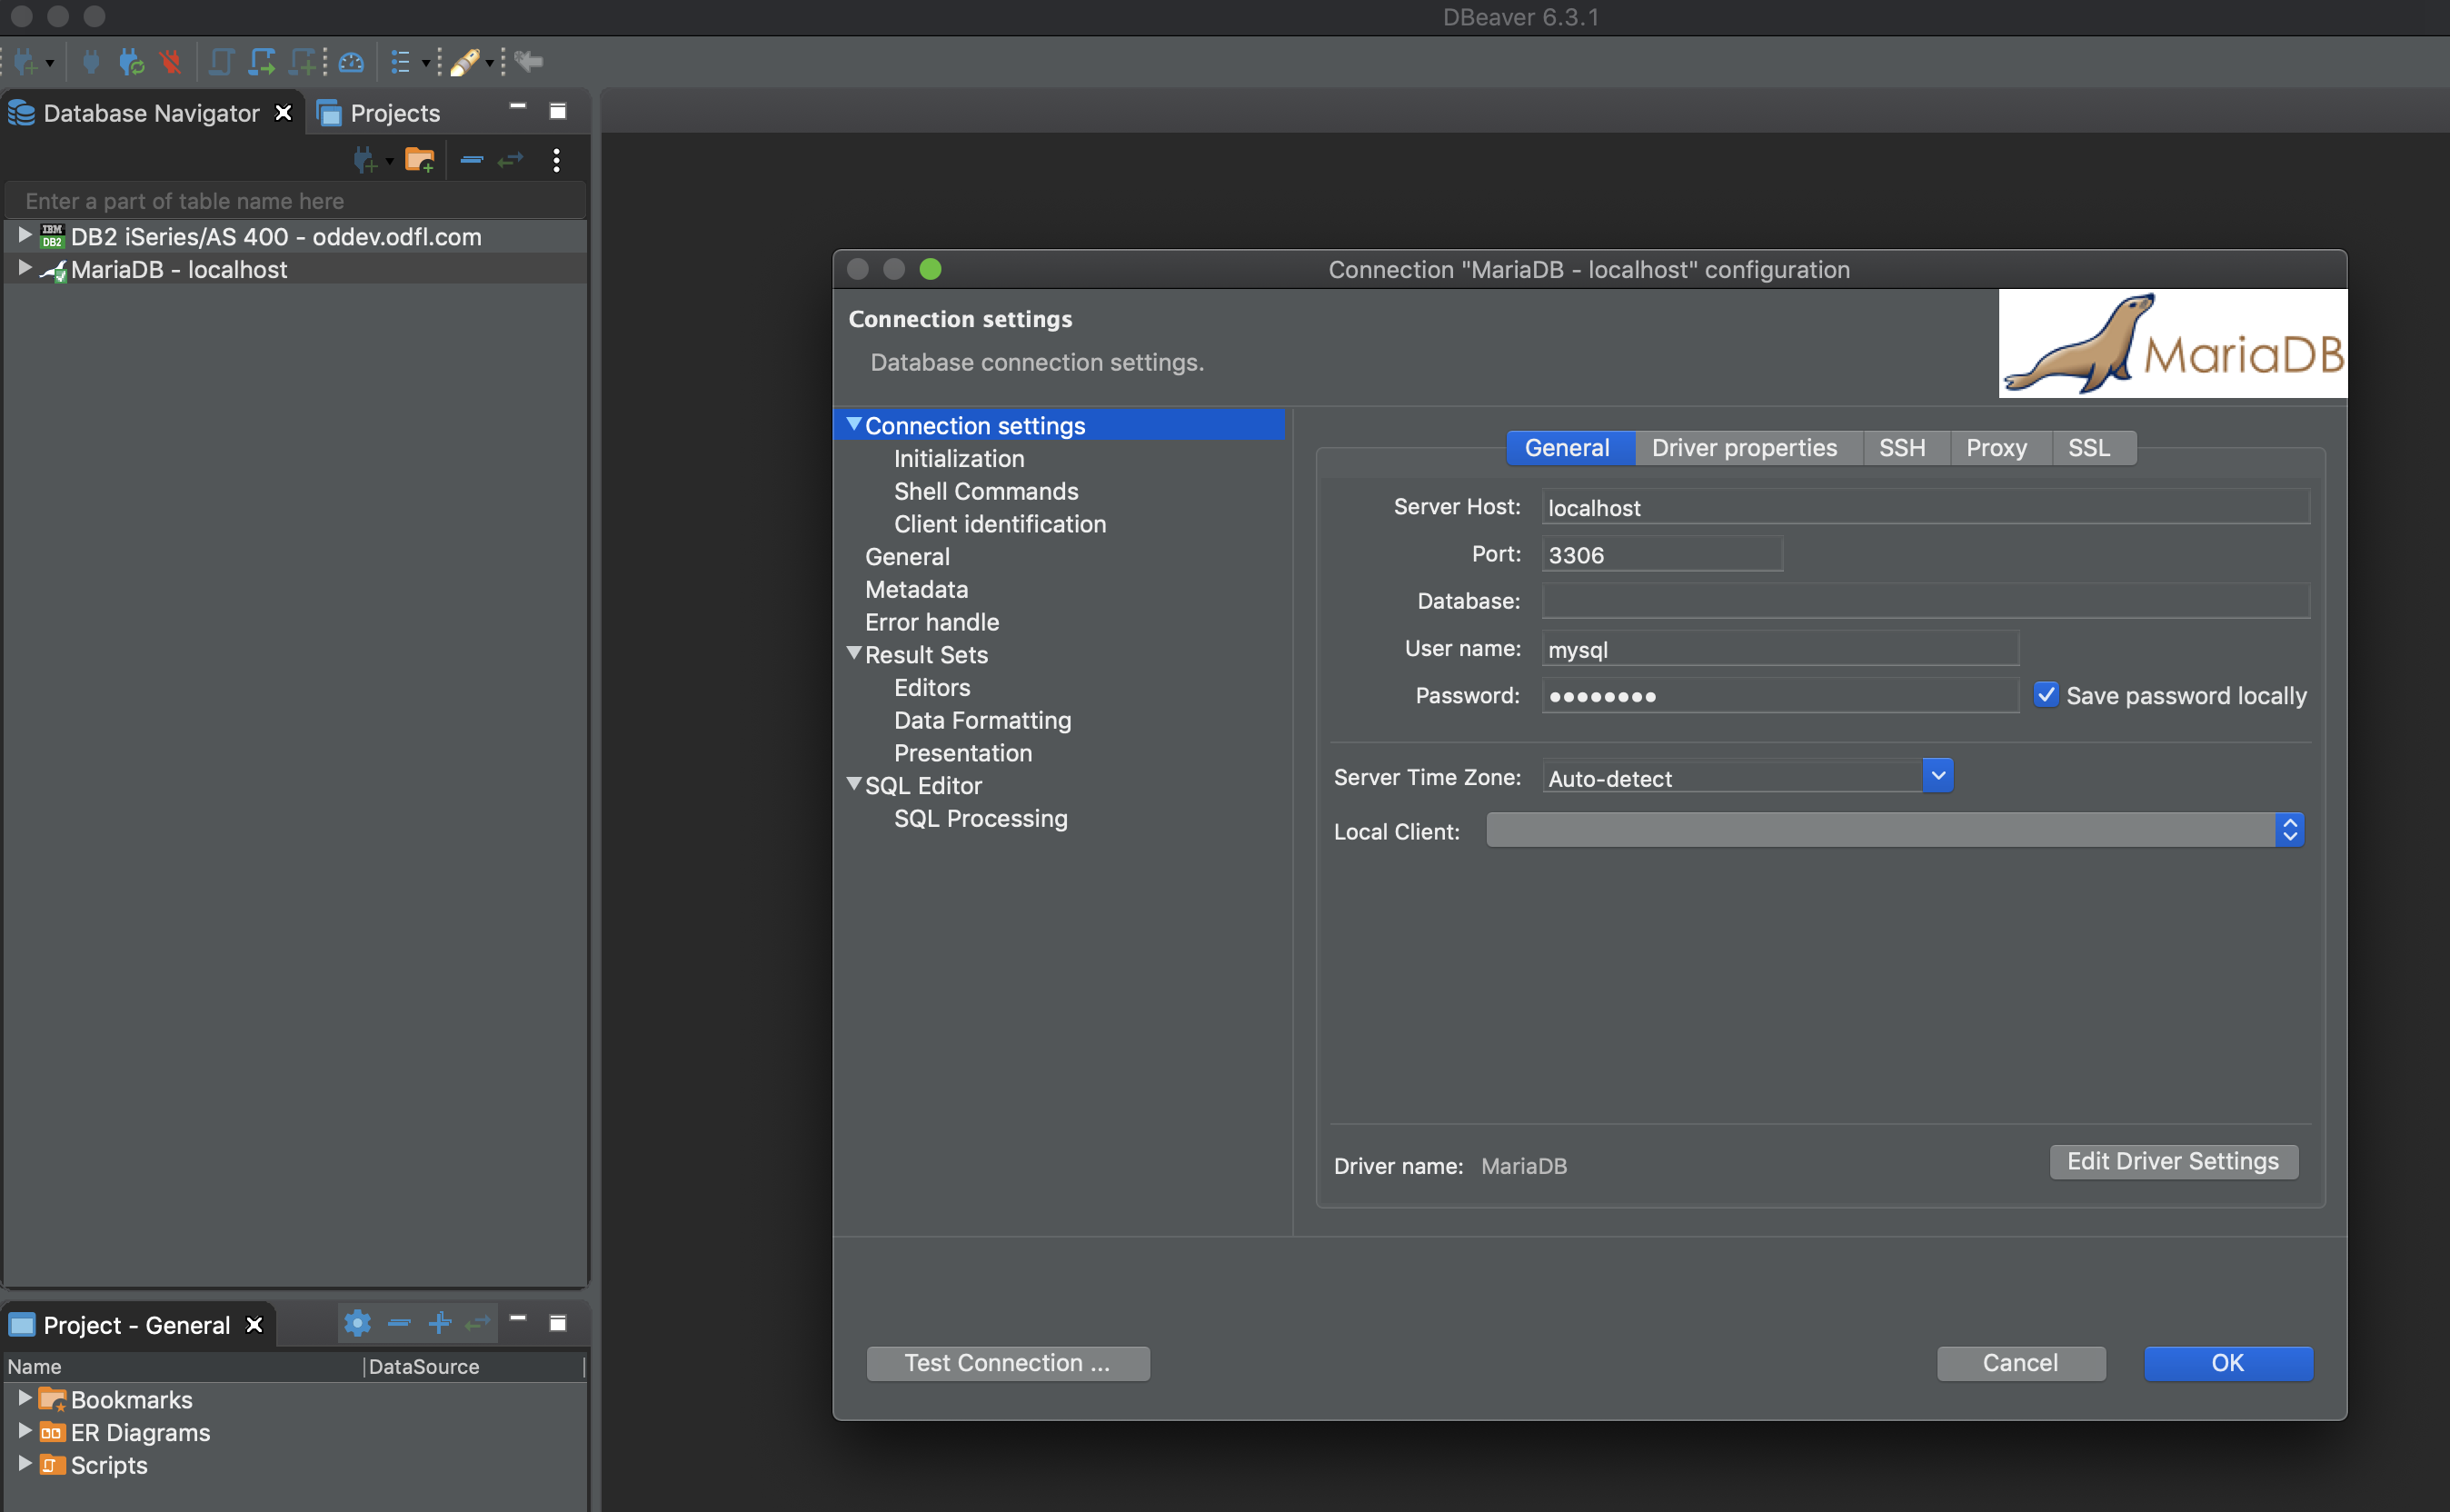 DBeaver 6.3.1
Database Navigator
Projects
Enter a part of table name here
IBM DB2 DB2 iSeries/AS 400 - oddev.odfl.com
MariaDB - localhost
Connection "MariaDB - localhost" configuration
Connection settings
Database connection settings.
MariaDB
Connection settings
Initialization
Shell Commands
Client identification
General
Metadata
Error handle
Result Sets
Editors
Data Formatting
Presentation
SQL Editor
SQL Processing
General Driver properties SSH Proxy SSL
Server Host: localhost
Port: 3306
Database:
User name: mysql
Password: ●●●●●●●● Save password locally
Server Time Zone: Auto-detect
Local Client:
Driver name: MariaDB Edit Driver Settings
Test Connection ... Cancel OK
Project - General
Name DataSource
Bookmarks
ER Diagrams
Scripts